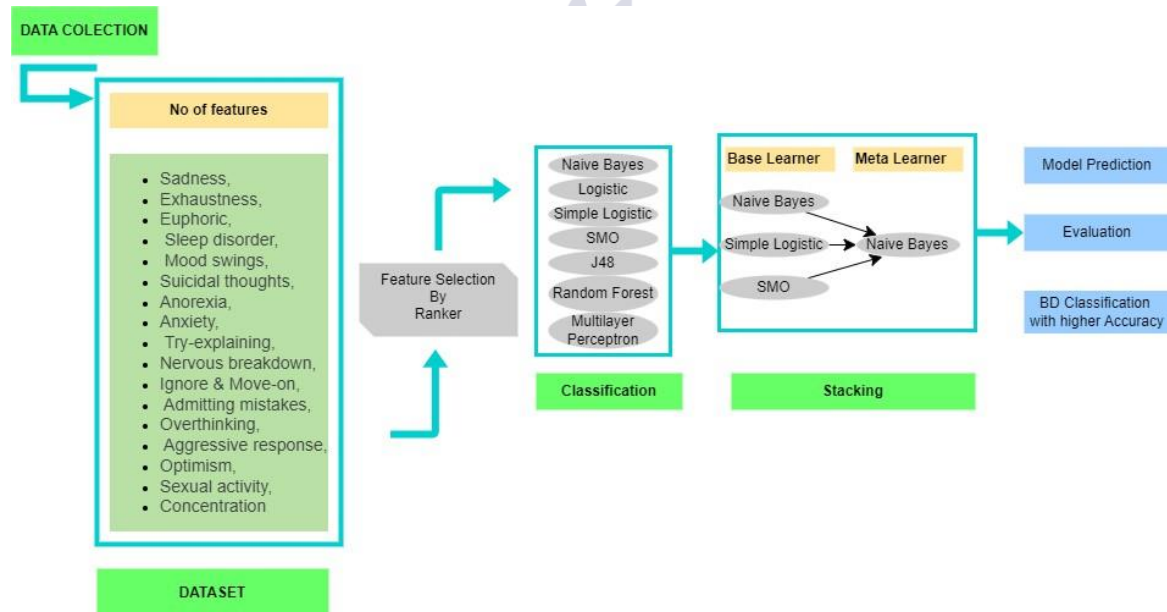 DATA COLECTION
No of features
Sadness,
Exhaustness,
Euphoric,
Sleep disorder,
Mood swings,
Suicidal thoughts,
Anorexia,
Anxiety,
Try-explaining,
Nervous breakdown,
Ignore & Move-on,
Admitting mistakes,
Overthinking,
Aggressive response,
Optimism,
Sexual activity,
Concentration
DATASET
Feature Selection
By
Ranker
Naive Bayes
Logistic
Simple Logistic
SMO
J48
Random Forest
Multilayer
Perceptron
Classification
Base Learner
Meta Learner
Naive Bayes
Simple Logistic
SMO
Naive Bayes
Stacking
Model Prediction
Evaluation
BD Classification
with higher Accuracy